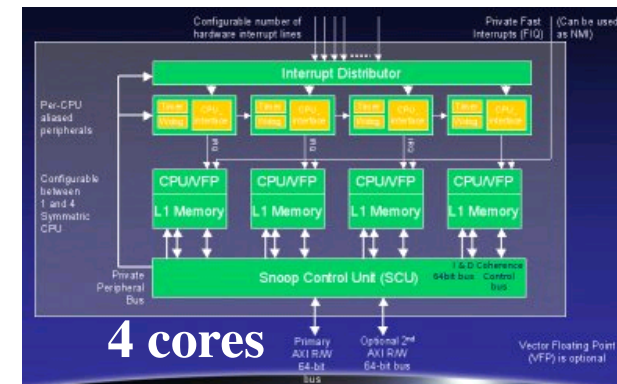 Configurable number of
hardware interrupt lines
Private Fast
Interrupts (FIQ)
(Can be used
as NMI)
Interrupt Distributor
Per-CPU
aliased
peripherals
Timer
Wdog
CPU
Interface
Timer
Wdog
CPU
Interface
Timer
Wdog
CPU
Interface
Timer
Wdog
CPU
Interface
IRQ
IRQ
IRQ
Configurable
between
1 and 4
Symmetric
CPU
CPU/VFP
L1 Memory
CPU/VFP
L1 Memory
CPU/VFP
L1 Memory
CPU/VFP
L1 Memory
Private
Peripheral
Bus
Snoop Control Unit (SCU)
I & D
64bit bus
Coherence
Control
bus
4 cores
Primary
AXI R/W
64-bit
bus
Optional 2nd
AXI R/W
64-bit bus
Vector Floating Point
(VFP) is optional